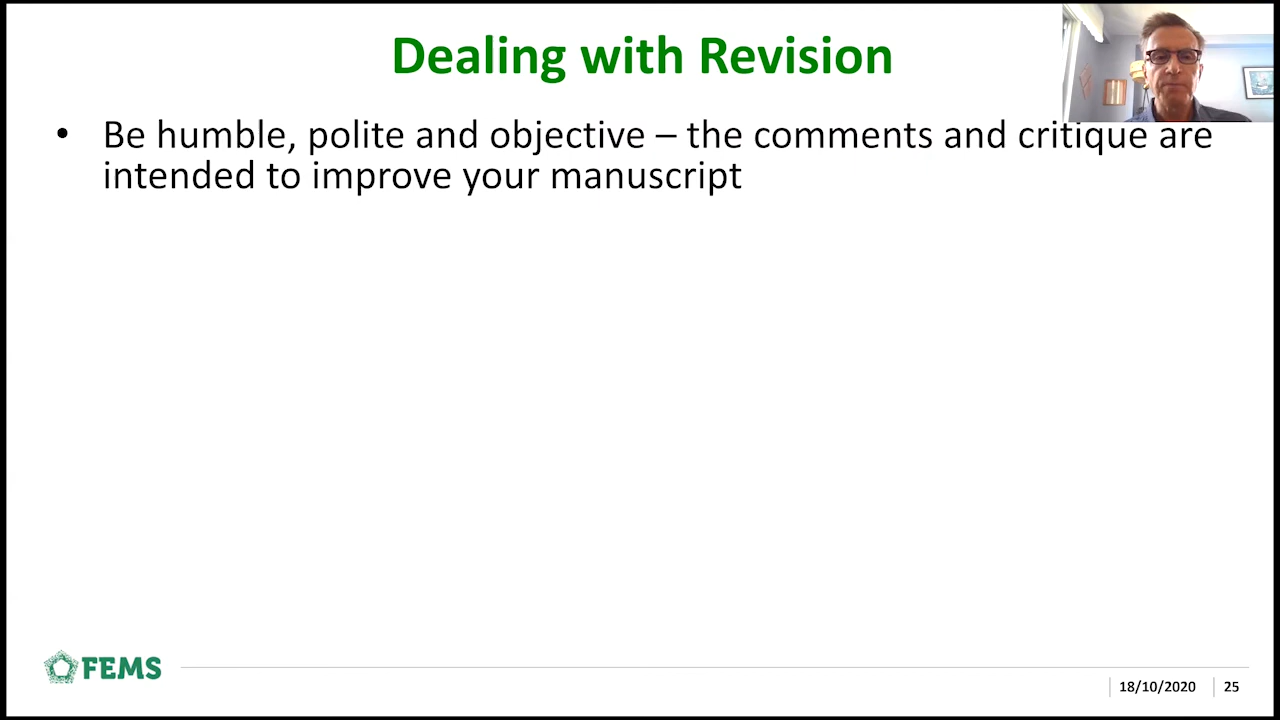 Dealing with Revision
• Be humble, polite and objective – the comments and critique are
intended to improve your manuscript
FEMS
18/10/2020
25